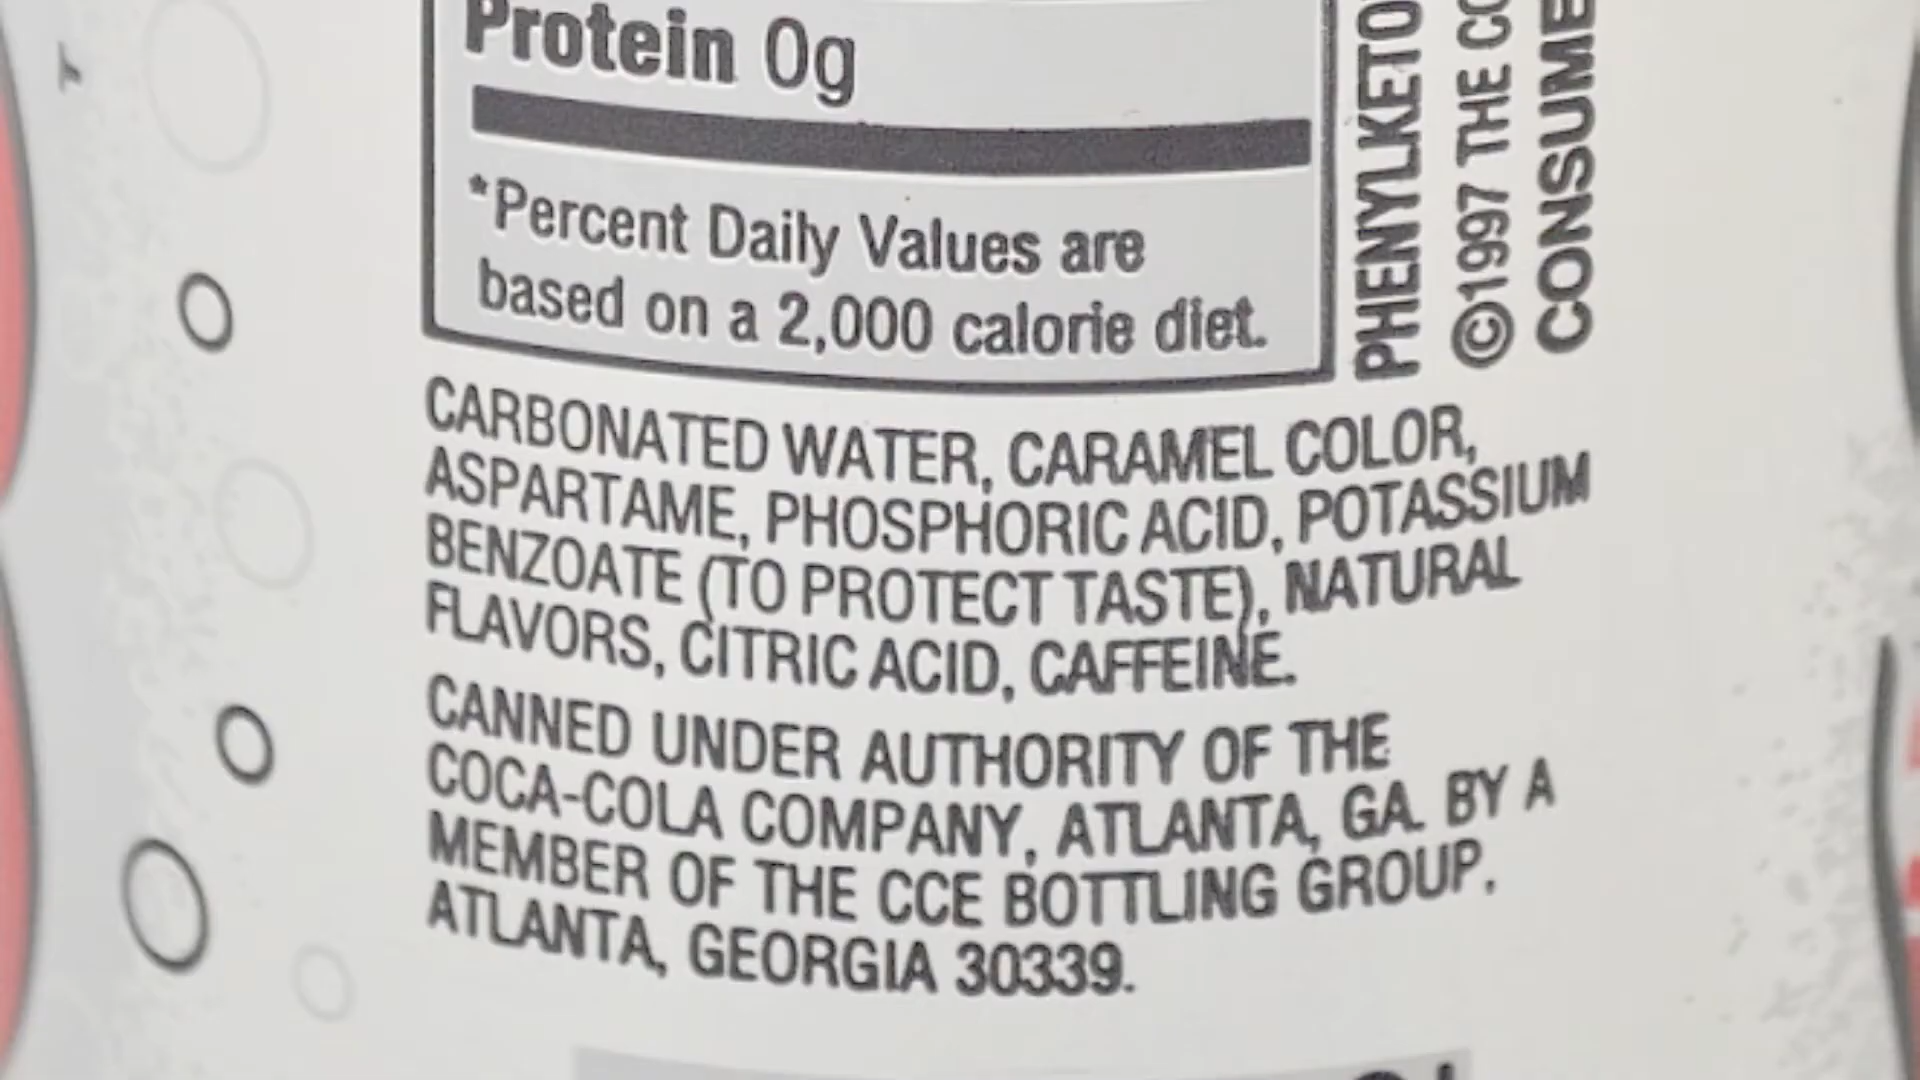 Protein 0g
*Percent Daily Values are
based on a 2,000 calorie diet.
CARBONATED WATER, CARAMEL COLOR,
ASPARTAME, PHOSPHORIC ACID, POTASSIUM
BENZOATE (TO PROTECT TASTE), NATURAL
FLAVORS, CITRIC ACID, CAFFEINE.
CANNED UNDER AUTHORITY OF THE
COCA-COLA COMPANY, ATLANTA, GA. BY A
MEMBER OF THE CCE BOTTLING GROUP.
ATLANTA, GEORGIA 30339.
PHENYLKETO
©1997 THE CO
CONSUME